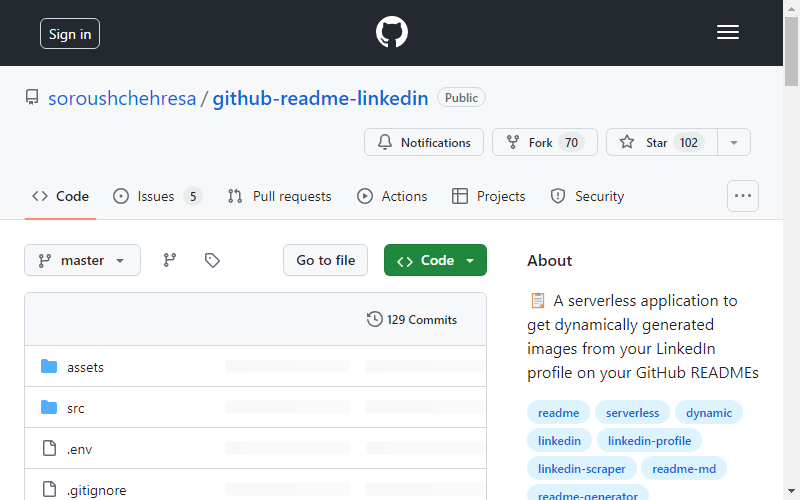 Sign in
soroushchehresa / github-readme-linkedin Public
Notifications Fork 70 Star 102
Code Issues 5 Pull requests Actions Projects Security
master Go to file Code
129 Commits
assets
src
.env
.gitignore
About
📋 A serverless application to
get dynamically generated
images from your LinkedIn
profile on your GitHub READMEs
readme serverless dynamic
linkedin linkedin-profile
linkedin-scraper readme-md
readme-generator